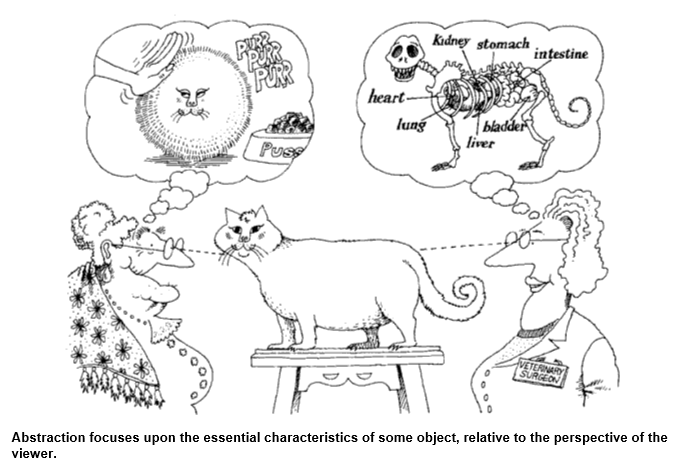 PURR
PURR
PURR
PUSS
Kidney
stomach
intestine
heart
lung
bladder
liver
VETERINARY
SURGEON
Abstraction focuses upon the essential characteristics of some object, relative to the perspective of the
viewer.